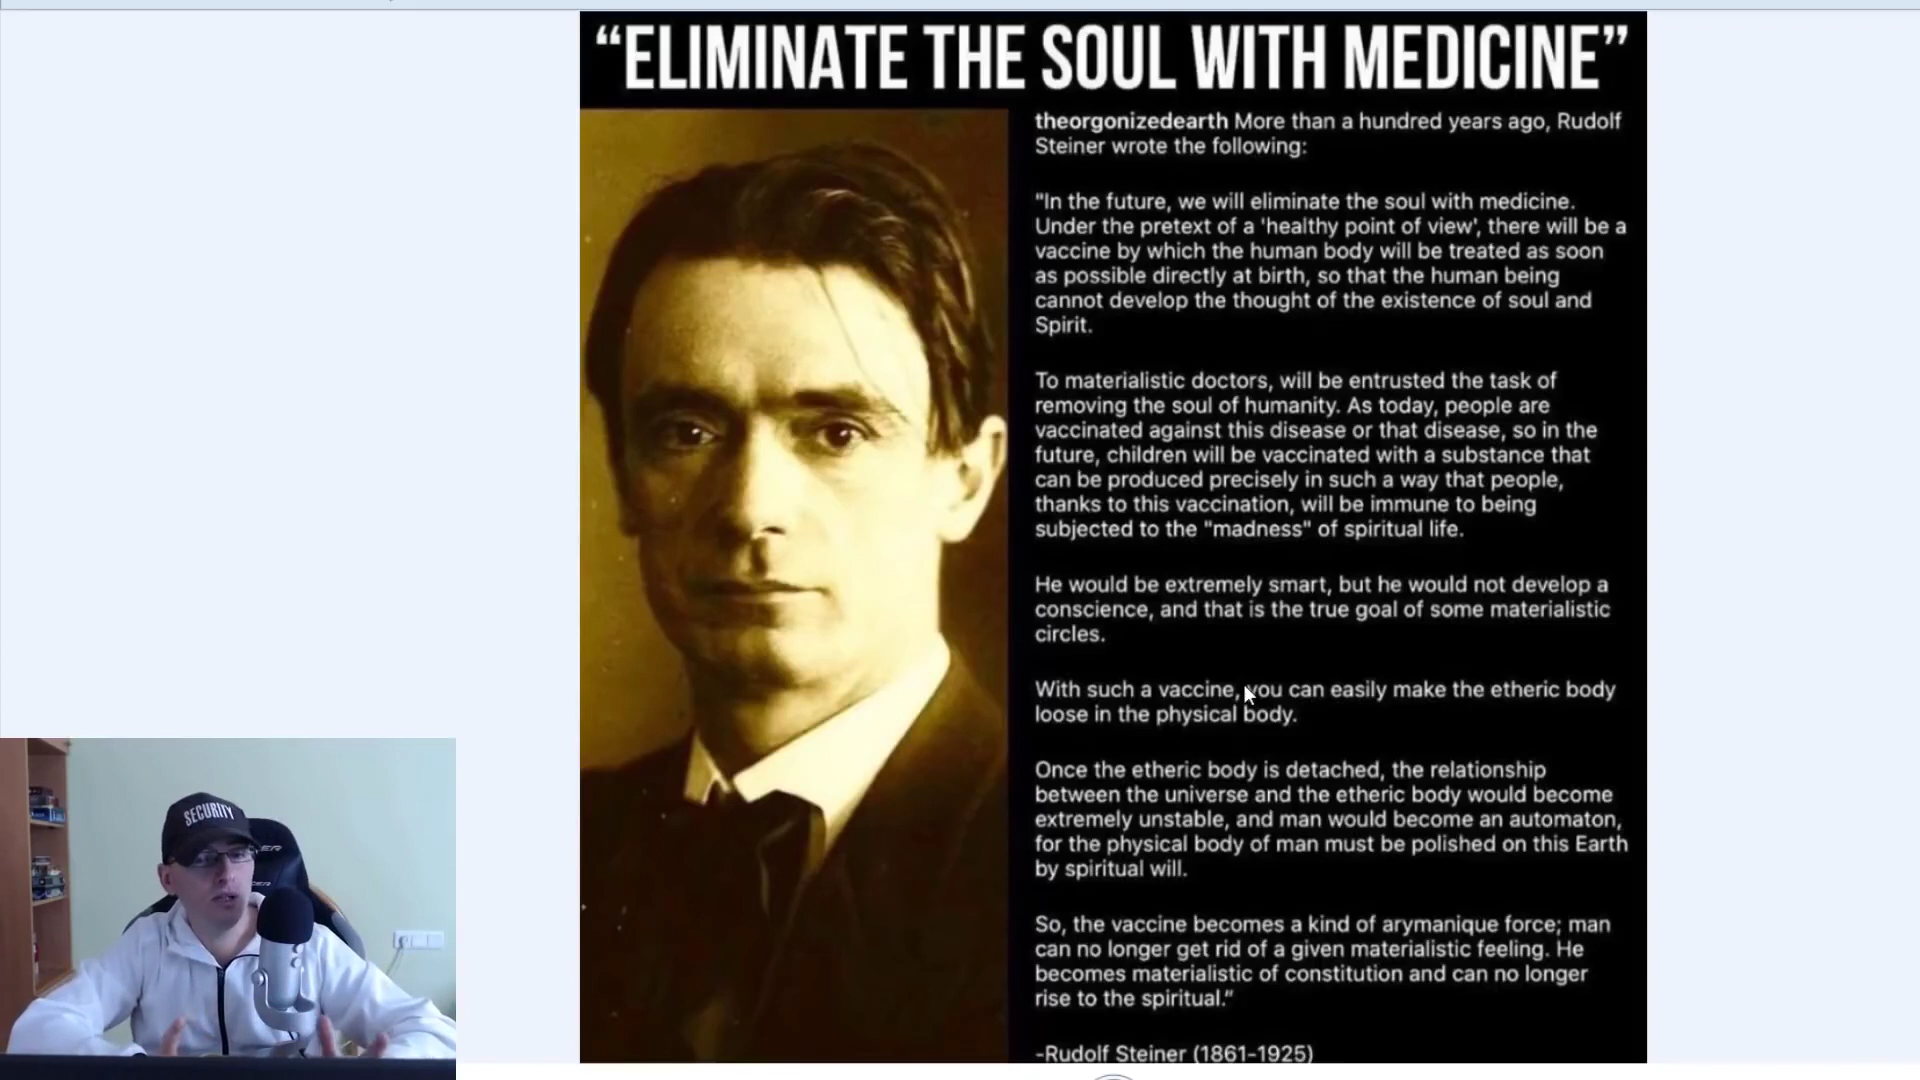 “ELIMINATE THE SOUL WITH MEDICINE”
theorgonizedearth More than a hundred years ago, Rudolf
Steiner wrote the following:
"In the future, we will eliminate the soul with medicine.
Under the pretext of a 'healthy point of view', there will be a
vaccine by which the human body will be treated as soon
as possible directly at birth, so that the human being
cannot develop the thought of the existence of soul and
Spirit.
To materialistic doctors, will be entrusted the task of
removing the soul of humanity. As today, people are
vaccinated against this disease or that disease, so in the
future, children will be vaccinated with a substance that
can be produced precisely in such a way that people,
thanks to this vaccination, will be immune to being
subjected to the "madness" of spiritual life.
He would be extremely smart, but he would not develop a
conscience, and that is the true goal of some materialistic
circles.
With such a vaccine, you can easily make the etheric body
loose in the physical body.
Once the etheric body is detached, the relationship
between the universe and the etheric body would become
extremely unstable, and man would become an automaton,
for the physical body of man must be polished on this Earth
by spiritual will.
So, the vaccine becomes a kind of arymanique force; man
can no longer get rid of a given materialistic feeling. He
becomes materialistic of constitution and can no longer
rise to the spiritual.”
-Rudolf Steiner (1861-1925)
SECURITY